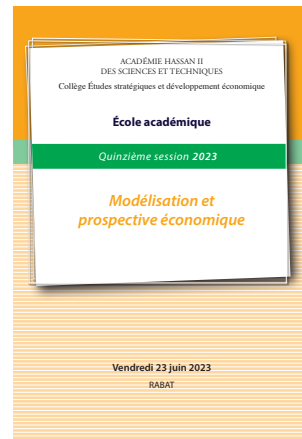 ACADÉMIE HASSAN II
DES SCIENCES ET TECHNIQUES
Collège Études stratégiques et développement économique
École académique
Quinzième session 2023
Modélisation et
prospective économique
Vendredi 23 juin 2023
RABAT